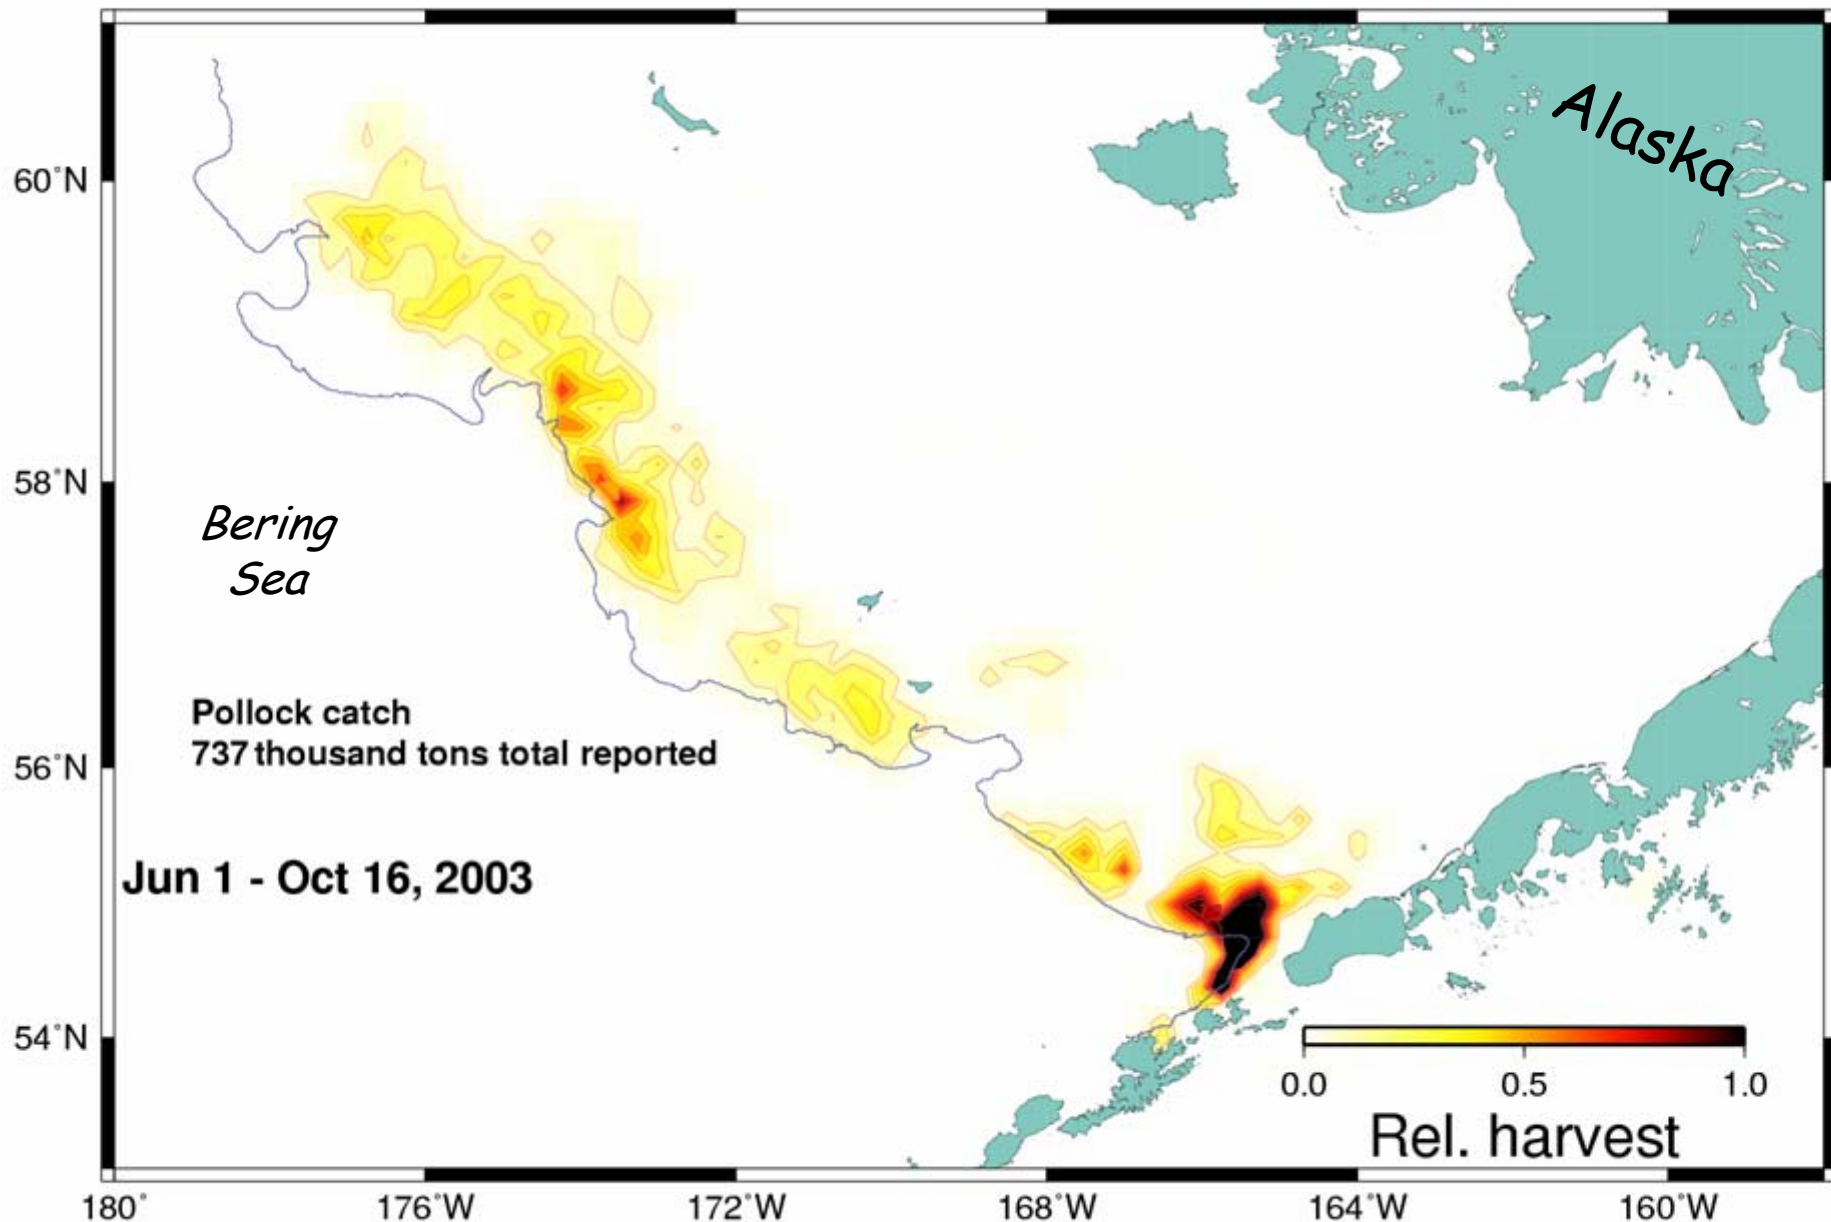 Alaska
60°N
58°N
Bering
Sea
Pollock catch
737 thousand tons total reported
56°N
Jun 1 - Oct 16, 2003
54°N
0.0 0.5 1.0
Rel. harvest
180° 176°W 172°W 168°W 164°W 160°W